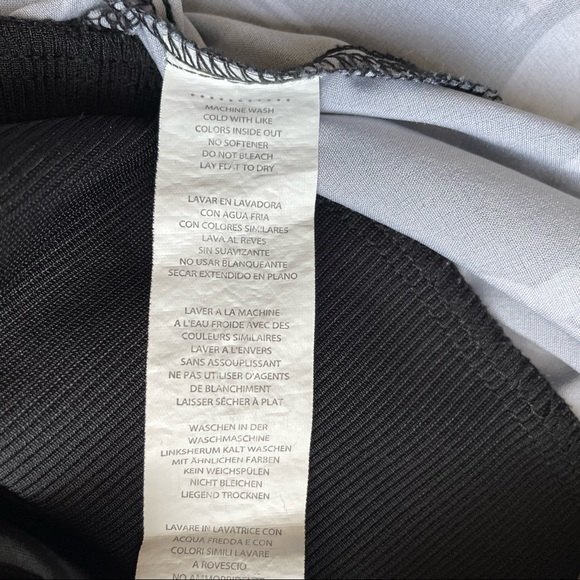 MACHINE WASH
COLD WITH LIKE
COLORS INSIDE OUT
NO SOFTENER
DO NOT BLEACH
LAY FLAT TO DRY
LAVAR EN LAVADORA
CON AGUA FRIA
CON COLORES SIMILARES
LAVA AL REVES
SIN SUAVIZANTE
NO USAR BLANQUEANTE
SECAR EXTENDIDO EN PLANO
LAVER A LA MACHINE
A L'EAU FROIDE AVEC DES
COULEURS SIMILAIRES
LAVER A L'ENVERS
SANS ASSOUPLISSANT
NE PAS UTILISER D'AGENTS
DE BLANCHIMENT
LAISSER SÈCHER À PLAT
WASCHEN IN DER
WASCHMASCHINE
LINKSHERUM KALT WASCHEN
MIT ÄHNLICHEN FARBEN
KEIN WEICHSPÜLEN
NICHT BLEICHEN
LIEGEND TROCKNEN
LAVARE IN LAVATRICE CON
ACQUA FREDDA E CON
COLORI SIMILI LAVARE
A ROVESCIO
NO AMMORBIDENTE